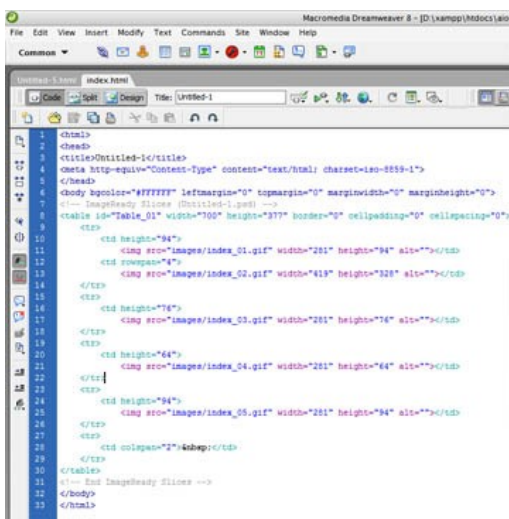 Macromedia Dreamweaver 8 - [D:\xampp\htdocs\aio
File Edit View Insert Modify Text Commands Site Window Help
Common
Untitled-5.html index.html
Code Split Design Title: Untitled-1
1 <html>
2 <head>
3 <title>Untitled-1</title>
4 <meta http-equiv="Content-Type" content="text/html; charset=iso-8859-1">
5 </head>
6 <body bgcolor="#FFFFFF" leftmargin="0" topmargin="0" marginwidth="0" marginheight="0">
7 <!-- ImageReady Slices (Untitled-1.psd) -->
8 <table id="Table_01" width="700" height="377" border="0" cellpadding="0" cellspacing="0">
9 <tr>
10 <td height="94">
11 <img src="images/index_01.gif" width="281" height="94" alt=""></td>
12 <td rowspan="4">
13 <img src="images/index_02.gif" width="419" height="328" alt=""></td>
14 </tr>
15 <tr>
16 <td height="76">
17 <img src="images/index_03.gif" width="281" height="76" alt=""></td>
18 </tr>
19 <tr>
20 <td height="64">
21 <img src="images/index_04.gif" width="281" height="64" alt=""></td>
22 </tr>
23 <tr>
24 <td height="94">
25 <img src="images/index_05.gif" width="281" height="94" alt=""></td>
26 </tr>
27 <tr>
28 <td colspan="2">&nbsp;</td>
29 </tr>
30 </table>
31 <!-- End ImageReady Slices -->
32 </body>
33 </html>